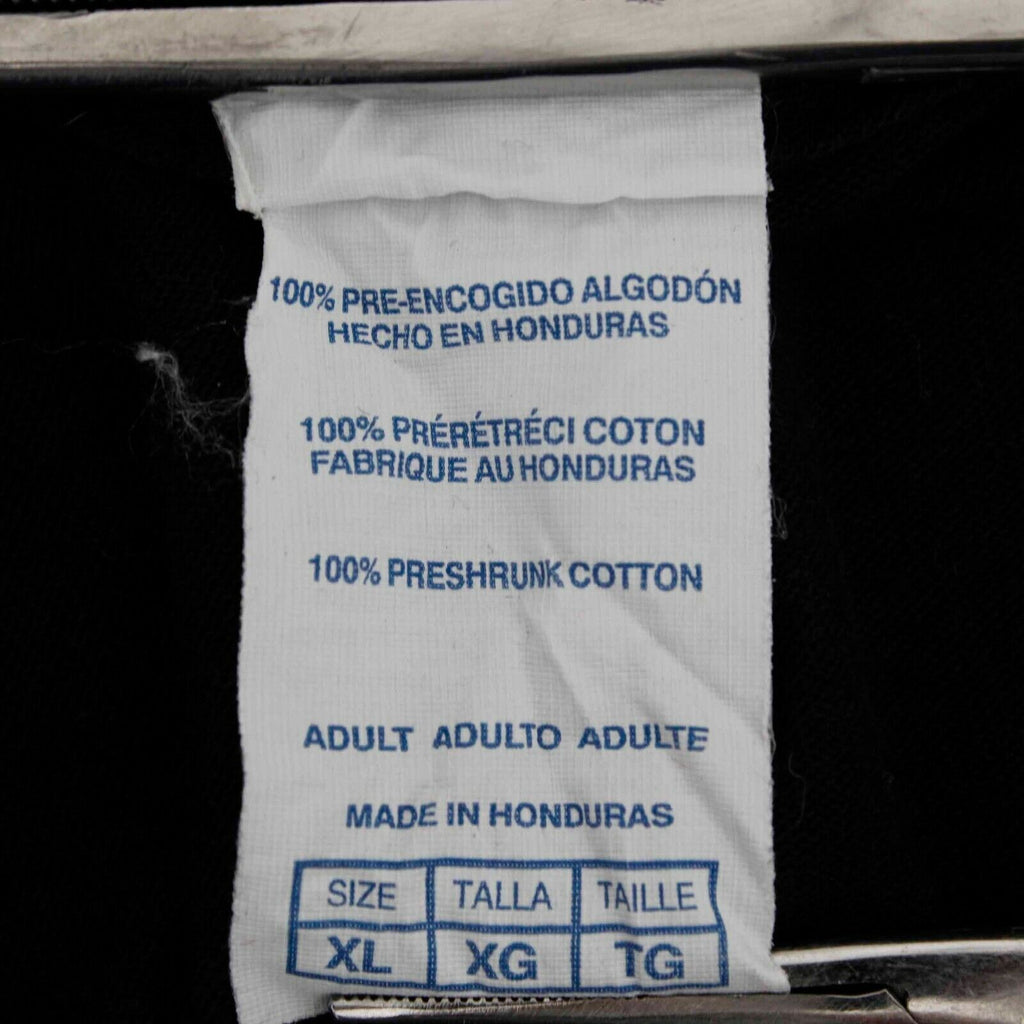 100% PRE-ENCOGIDO ALGODÓN
HECHO EN HONDURAS
100% PRÉRÉTRÉCI COTON
FABRIQUE AU HONDURAS
100% PRESHRUNK COTTON
ADULT ADULTO ADULTE
MADE IN HONDURAS
SIZE TALLA TAILLE
XL XG TG